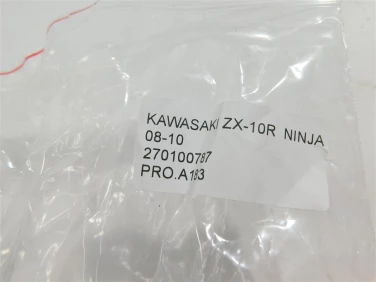 KAWASAKI ZX-10R NINJA
08-10
270100787
PRO.A183